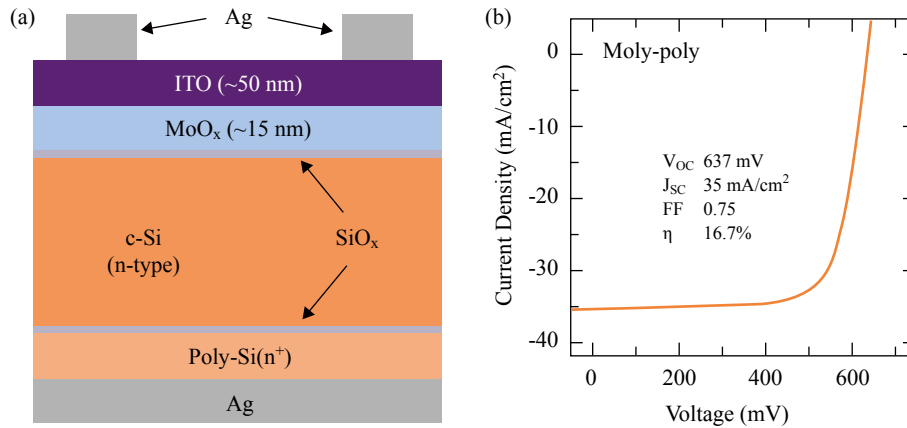 (a)
Ag
ITO (~50 nm)
MoOₓ (~15 nm)
c-Si
(n-type)
SiOₓ
Poly-Si(n⁺)
Ag
(b)
Moly-poly
V_OC 637 mV
J_SC 35 mA/cm²
FF 0.75
η 16.7%
Current Density (mA/cm²)
0
-10
-20
-30
-40
0 200 400 600
Voltage (mV)